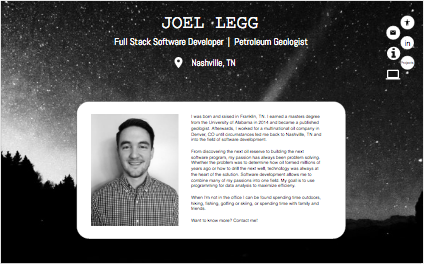 JOEL LEGG
Full Stack Software Developer | Petroleum Geologist
Nashville, TN
I was born and raised in Franklin, TN. I earned a masters degree
from the University of Alabama in 2014 and became a published
geologist. Afterwards, I worked for a multinational oil company in
Denver, CO until circumstances led me back to Nashville, TN and
into the field of software development.
From discovering the next oil reserve to building the next
software program, my passion has always been problem solving.
Whether the problem was to determine how oil formed millions of
years ago or how to drill the next well, technology was always at
the heart of the solution. Software development allows me to
combine many of my passions into one field. My goal is to use
programming for data analysis to maximize efficiency.
When I'm not in the office I can be found spending time outdoors,
hiking, fishing, golfing or skiing, or spending time with family and
friends.
Want to know more? Contact me!
in